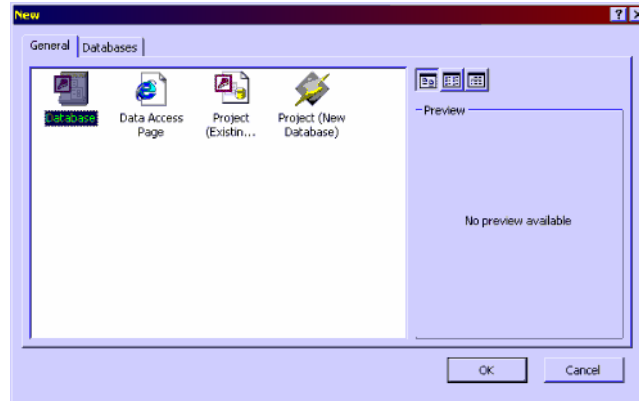 New
General Databases
Database
Data Access
Page
Project
(Existin...
Project (New
Database)
Preview
No preview available
OK Cancel